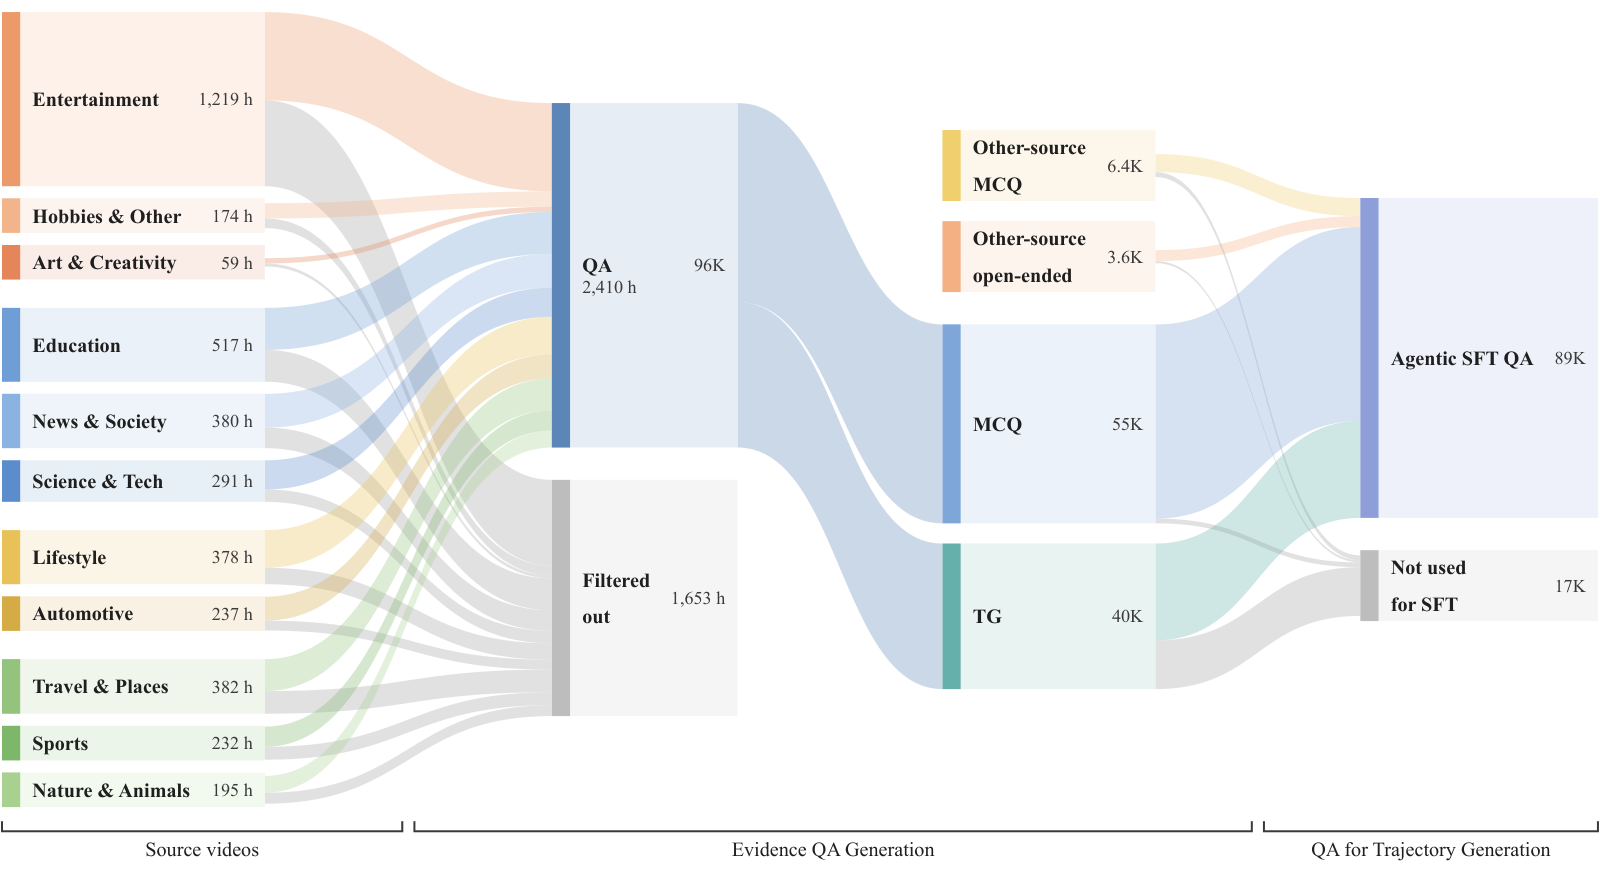 Entertainment 1,219 h
Hobbies & Other 174 h
Art & Creativity 59 h
Education 517 h
News & Society 380 h
Science & Tech 291 h
Lifestyle 378 h
Automotive 237 h
Travel & Places 382 h
Sports 232 h
Nature & Animals 195 h
QA 96K
2,410 h
Filtered
out
1,653 h
Other-source
MCQ
6.4K
Other-source
open-ended
3.6K
MCQ 55K
TG 40K
Agentic SFT QA 89K
Not used
for SFT
17K
Source videos
Evidence QA Generation
QA for Trajectory Generation